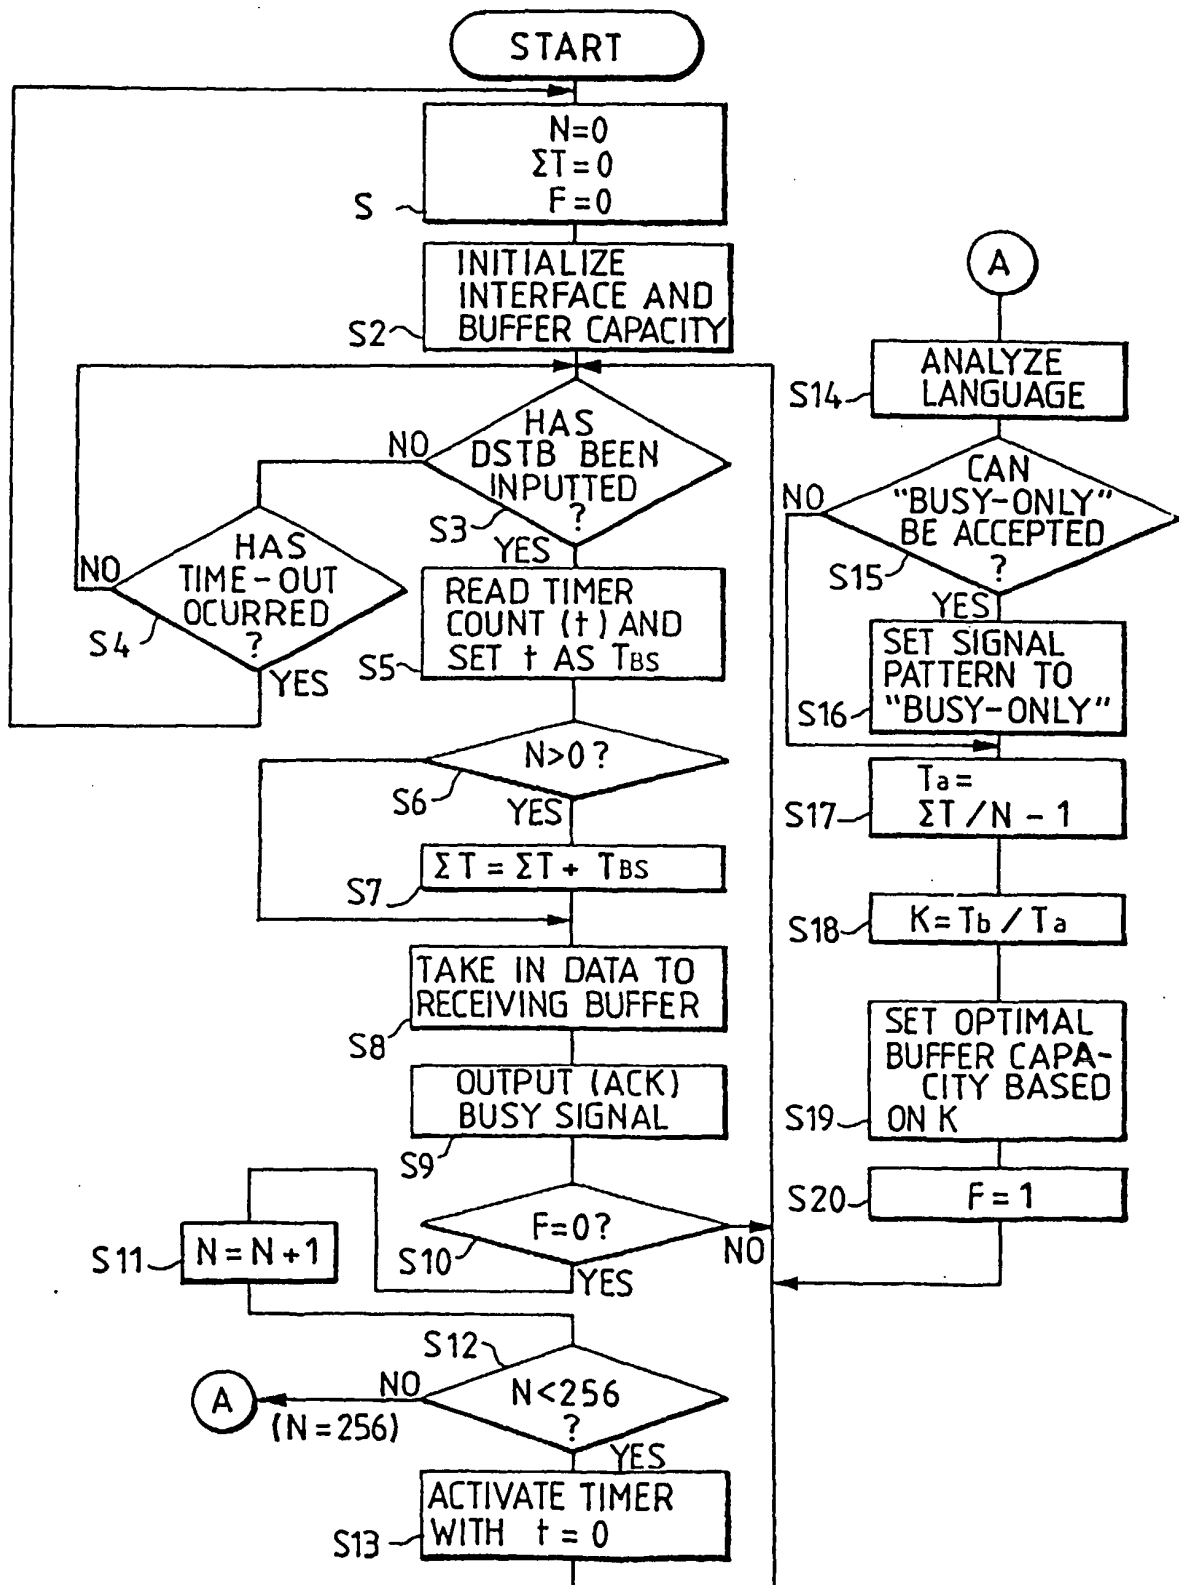 START
N=0
ΣT=0
F=0
S
INITIALIZE
INTERFACE AND
BUFFER CAPACITY
S2
HAS
DSTB BEEN
INPUTTED
?
NO
S3
YES
HAS
TIME-OUT
OCURRED
?
NO
S4
YES
READ TIMER
COUNT (t) AND
SET t AS TBS
S5
N>0?
S6
YES
ΣT = ΣT + TBS
S7
TAKE IN DATA TO
RECEIVING BUFFER
S8
OUTPUT (ACK)
BUSY SIGNAL
S9
F=0?
S10
NO
YES
S11
N=N+1
S12
N<256
?
NO
(N=256)
A
YES
ACTIVATE TIMER
WITH t=0
S13
A
ANALYZE
LANGUAGE
S14
CAN
"BUSY-ONLY"
BE ACCEPTED
?
NO
S15
YES
SET SIGNAL
PATTERN TO
"BUSY-ONLY"
S16
Ta=
ΣT/N-1
S17
K=Tb/Ta
S18
SET OPTIMAL
BUFFER CAPA-
CITY BASED
ON K
S19
F=1
S20